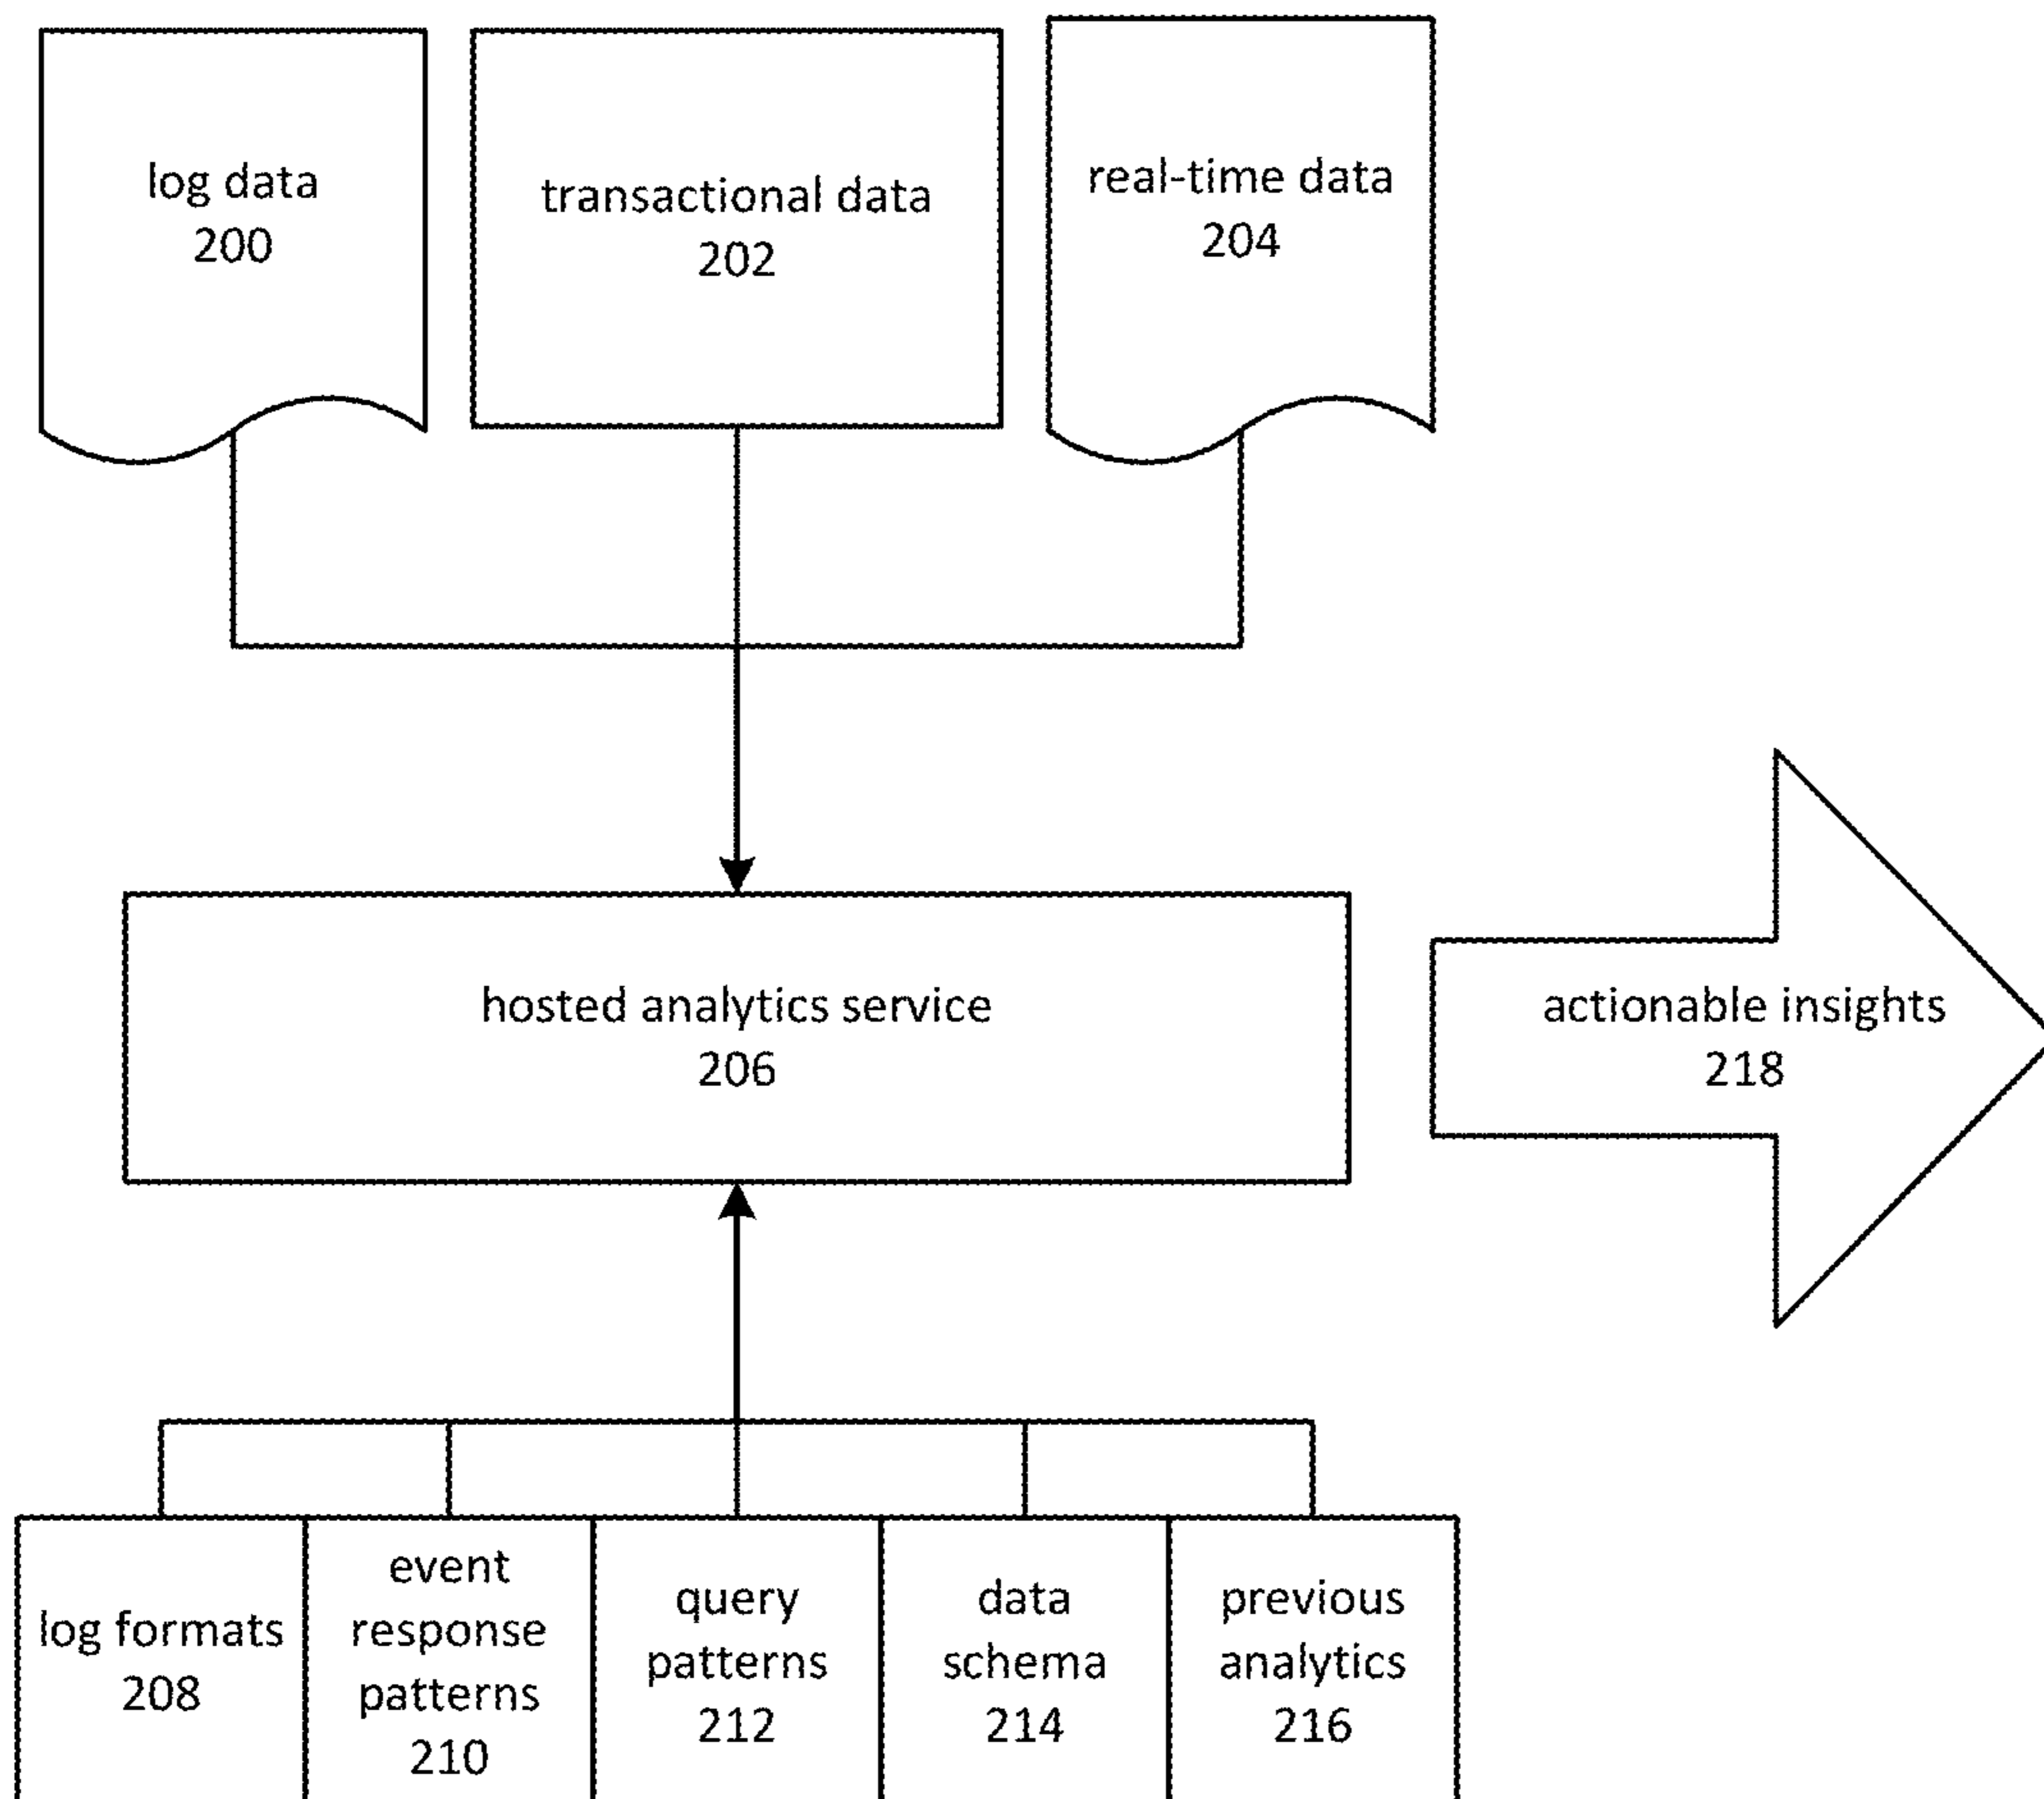 log data
200
transactional data
202
real-time data
204
hosted analytics service
206
actionable insights
218
log formats
208
event
response
patterns
210
query
patterns
212
data
schema
214
previous
analytics
216